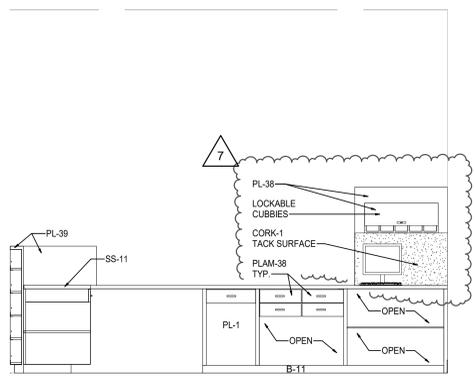 7
PL-38
LOCKABLE
CUBBIES
CORK-1
TACK SURFACE
PLAM-38
TYP.
PL-39
SS-11
PL-1
OPEN
OPEN
OPEN
B-11